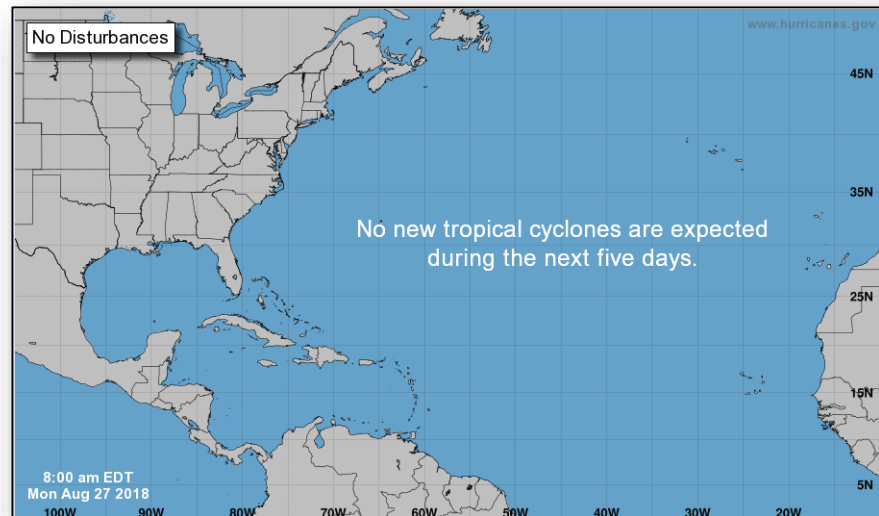 No Disturbances
www.hurricanes.gov
45N
35N
No new tropical cyclones are expected
during the next five days.
25N
15N
8:00 am EDT
Mon Aug 27 2018
5N
100W 90W 80W 70W 60W 50W 40W 30W 20W